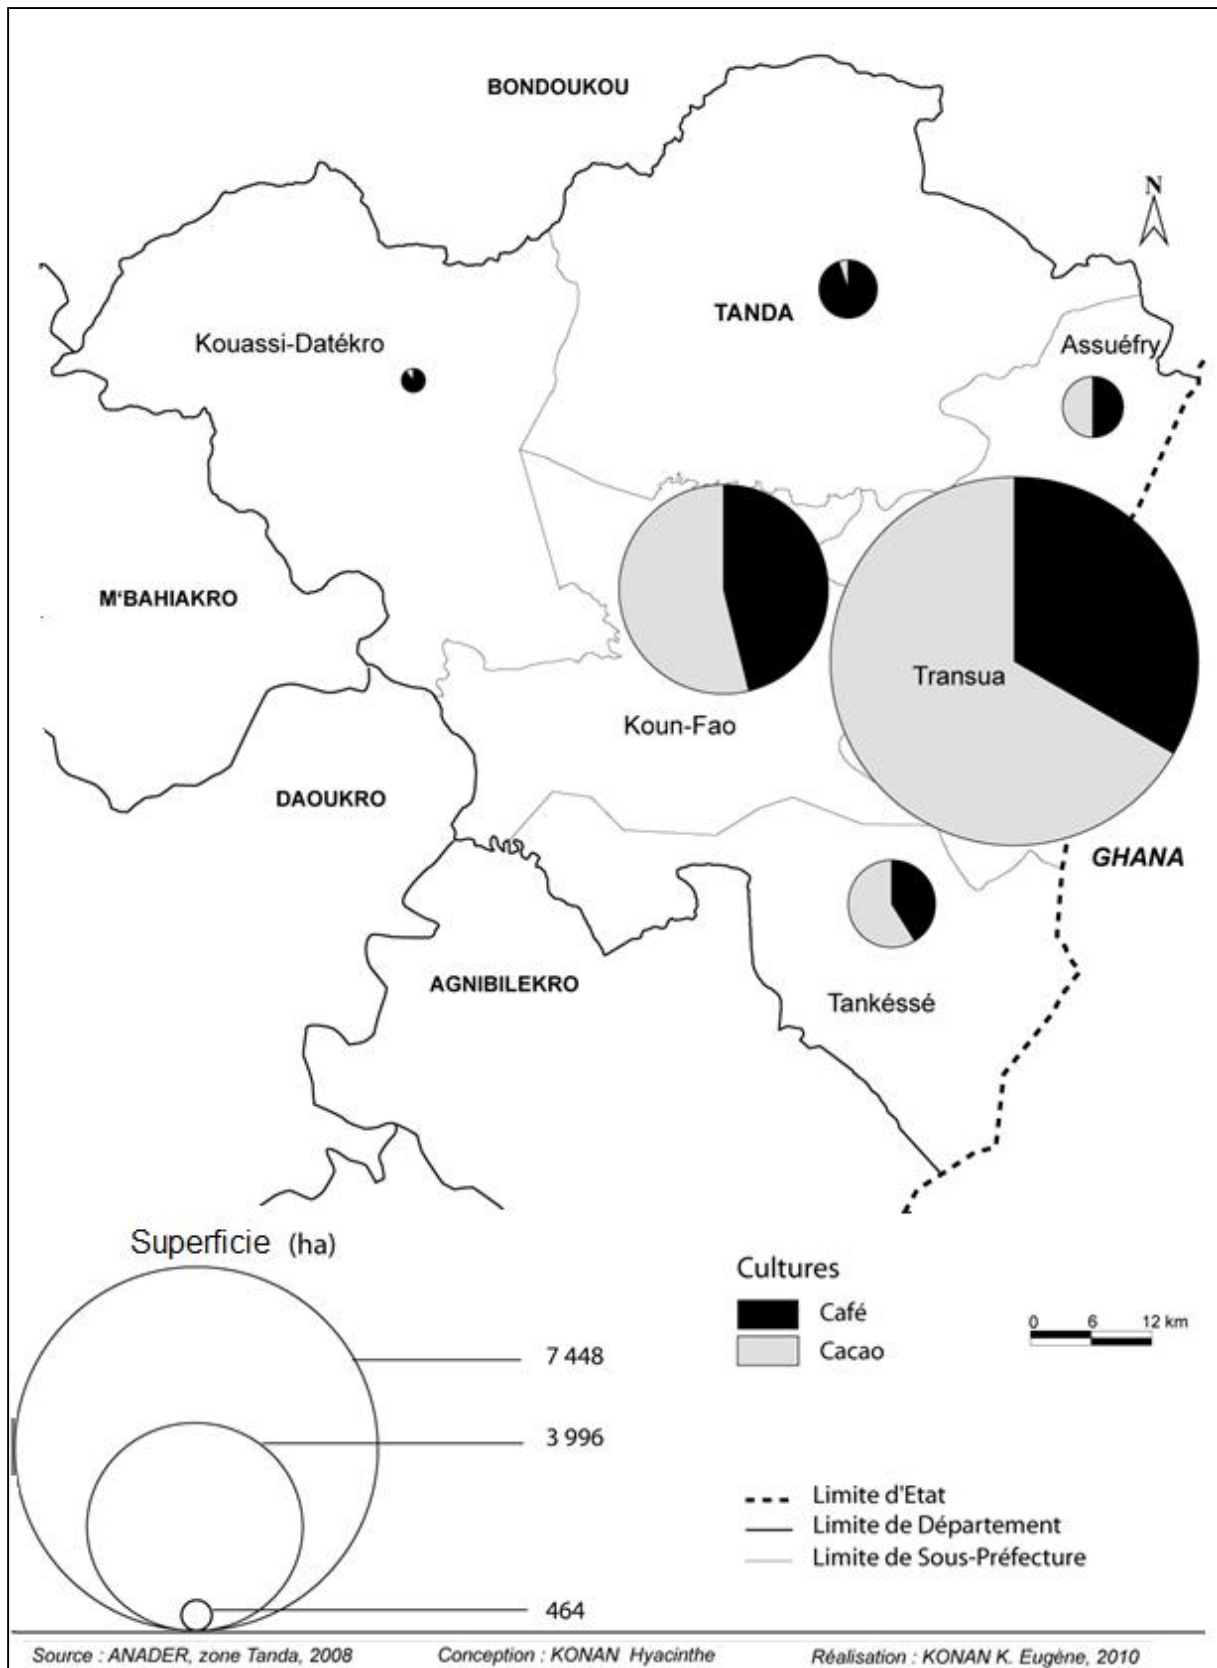 BONDOUKOU
N
TANDA
Kouassi-Datékro
Assuéfry
M'BAHIAKRO
Transua
Koun-Fao
DAOUKRO
GHANA
AGNIBILEKRO
Tankéssé
Superficie (ha)
7 448
3 996
464
Cultures
Café
Cacao
0 6 12 km
Limite d'Etat
Limite de Département
Limite de Sous-Préfecture
Source : ANADER, zone Tanda, 2008 Conception : KONAN Hyacinthe Réalisation : KONAN K. Eugène, 2010